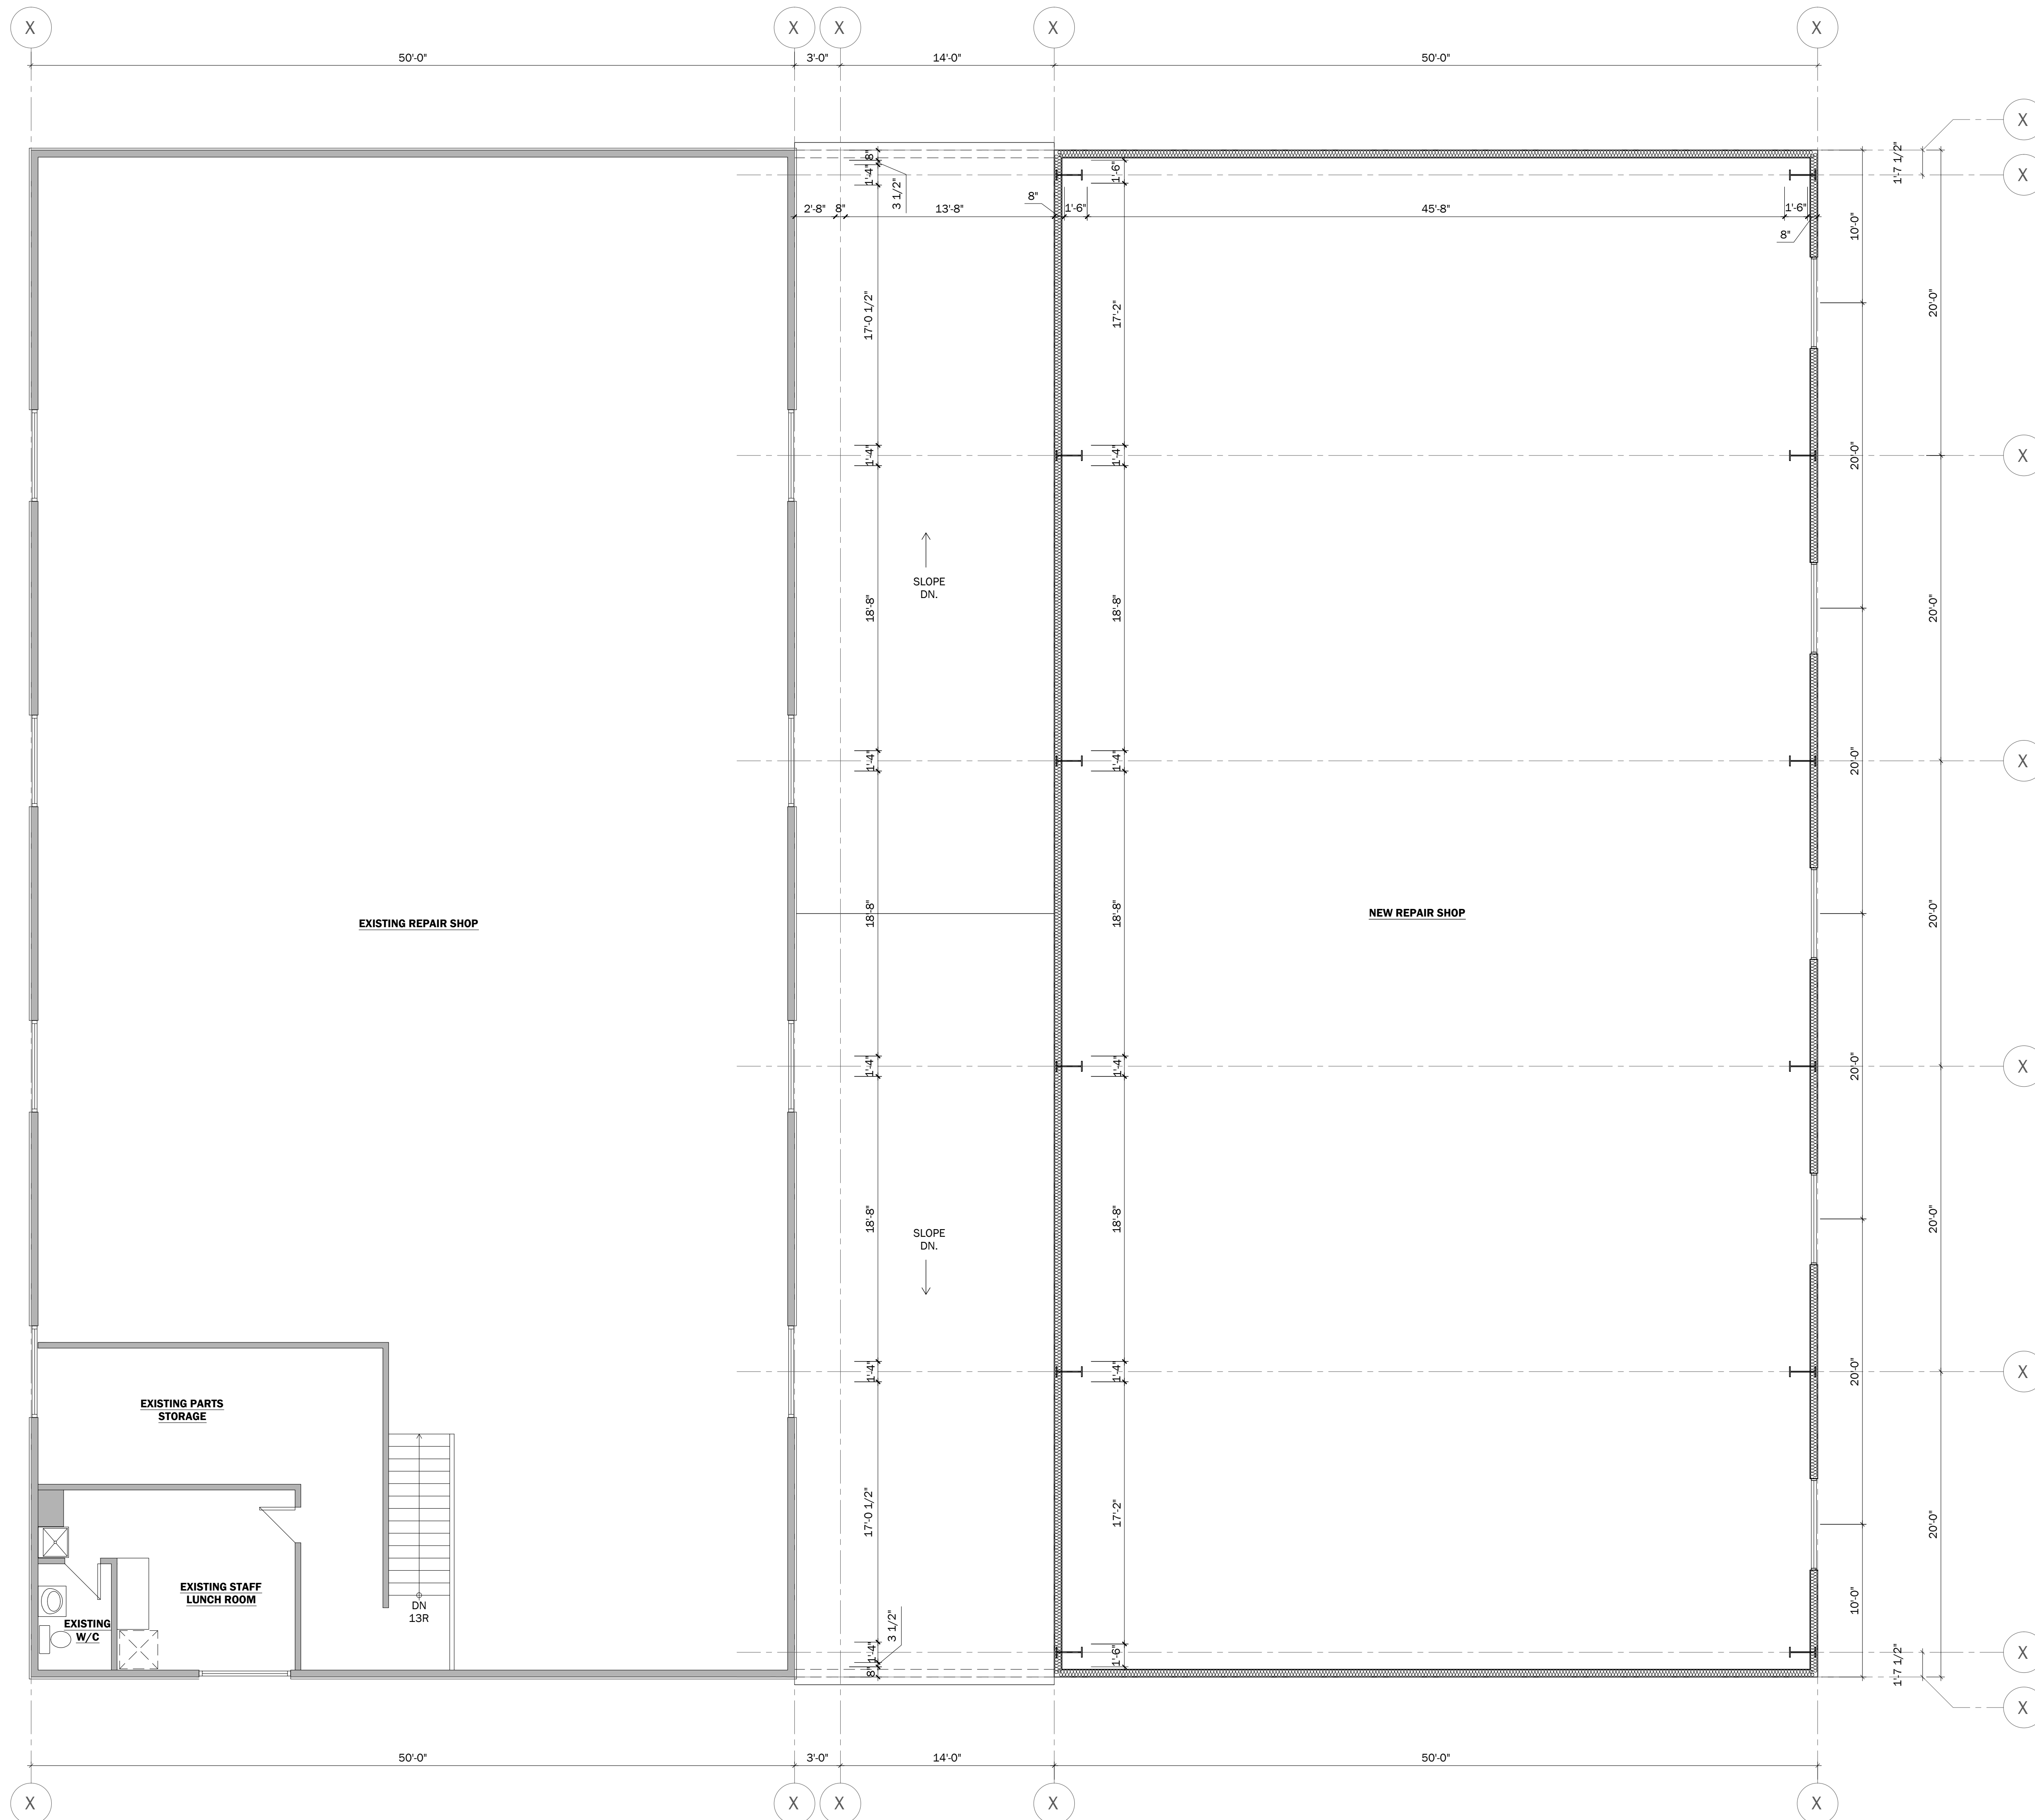 X X X X X
50'-0" 3'-0" 14'-0" 50'-0"
X
8"
1'-4"
3 1/2"
1'-6"
1'-7 1/2"
X
2'-8" 8" 13'-8" 8" 1'-6" 45'-8" 1'-6"
8"
10'-0"
17'-0 1/2" 17'-2" 20'-0"
1'-4" 1'-4" 20'-0" X
SLOPE
DN.
18'-8" 18'-8" 20'-0"
1'-4" 1'-4" 20'-0" X
EXISTING REPAIR SHOP
18'-8" 18'-8" 20'-0"
NEW REPAIR SHOP
1'-4" 1'-4" 20'-0" X
18'-8" 18'-8" 20'-0"
SLOPE
DN.
1'-4" 1'-4" 20'-0" X
EXISTING PARTS
STORAGE
17'-0 1/2" 17'-2" 20'-0"
EXISTING STAFF
LUNCH ROOM
DN
13R
EXISTING
W/C
10'-0"
3 1/2"
1'-4"
8"
1'-6"
1'-7 1/2"
X
X
50'-0" 3'-0" 14'-0" 50'-0"
X X X X X